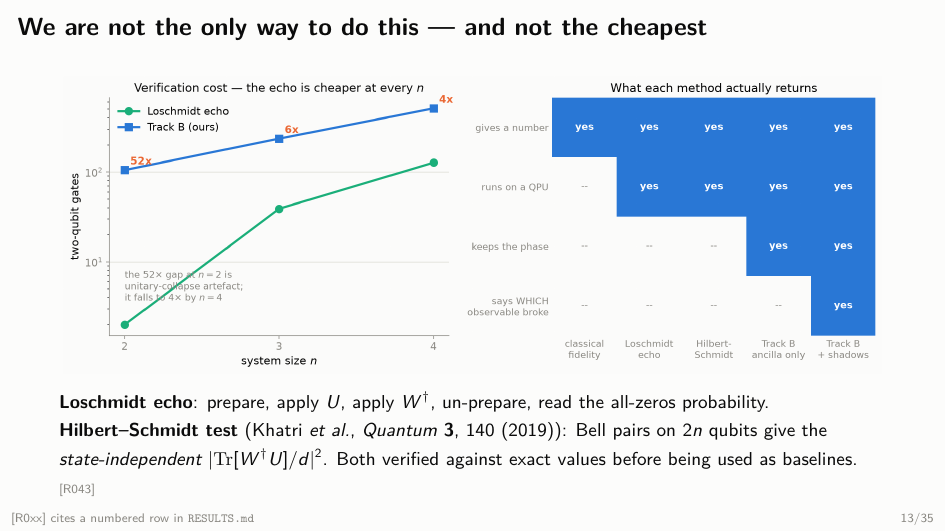 We are not the only way to do this — and not the cheapest
Verification cost — the echo is cheaper at every n
Loschmidt echo
Track B (ours)
52x
6x
4x
10²
10¹
two-qubit gates
the 52× gap at n = 2 is
unitary-collapse artefact;
it falls to 4× by n = 4
2 3 4
system size n
What each method actually returns
gives a number yes yes yes yes yes
runs on a QPU -- yes yes yes yes
keeps the phase -- -- -- yes yes
says WHICH
observable broke -- -- -- -- yes
classical Loschmidt Hilbert- Track B Track B
fidelity echo Schmidt ancilla only + shadows
Loschmidt echo: prepare, apply U, apply W†, un-prepare, read the all-zeros probability.
Hilbert–Schmidt test (Khatri et al., Quantum 3, 140 (2019)): Bell pairs on 2n qubits give the
state-independent |Tr[W†U]/d|². Both verified against exact values before being used as baselines.
[R043]
[R0xx] cites a numbered row in RESULTS.md
13/35